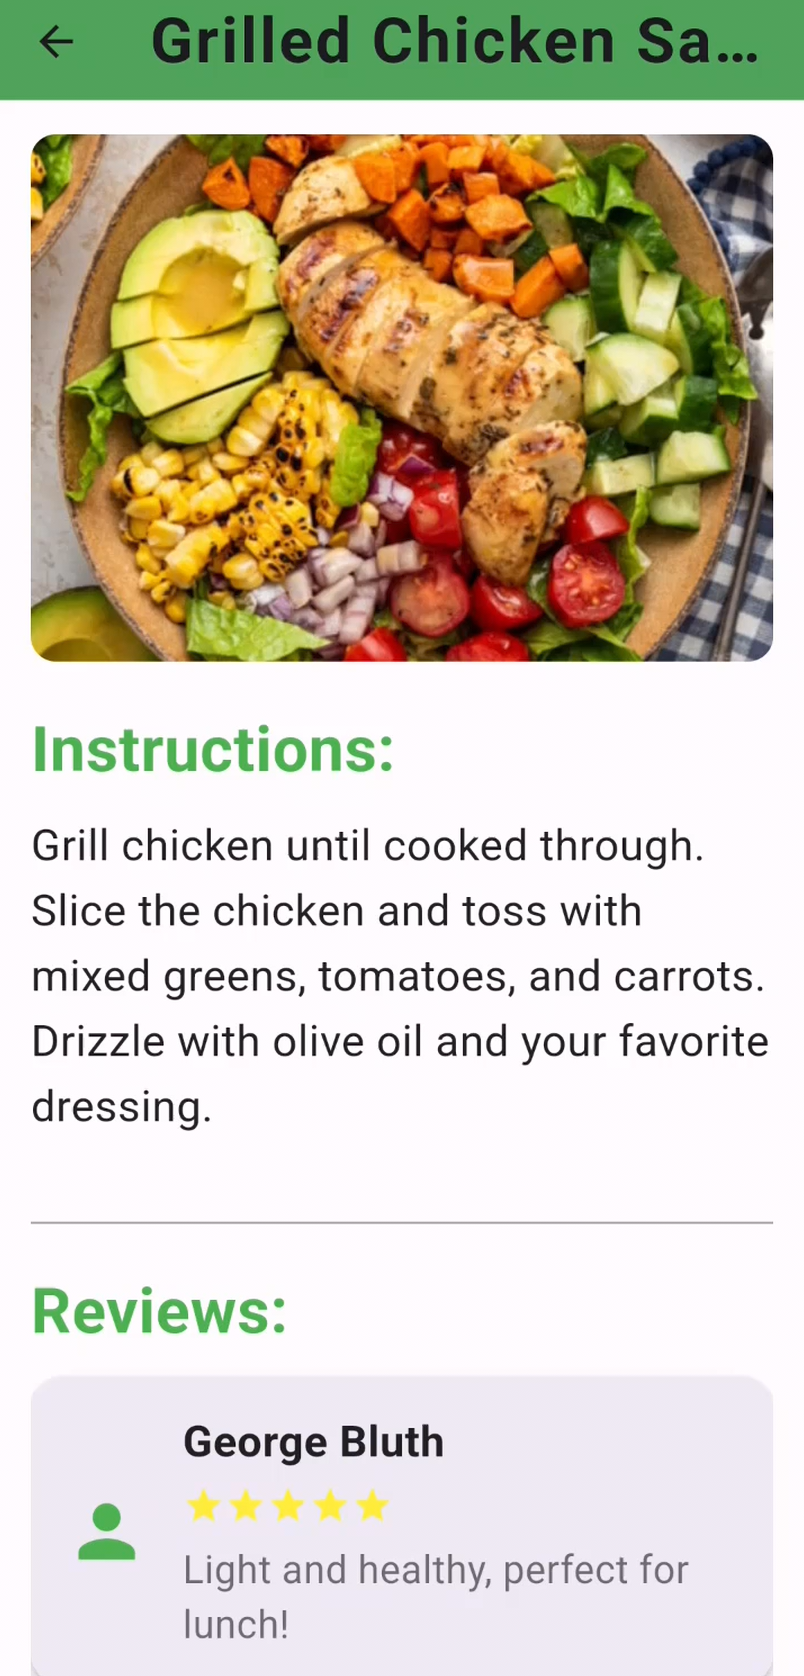 Grilled Chicken Sa...
Instructions:
Grill chicken until cooked through.
Slice the chicken and toss with
mixed greens, tomatoes, and carrots.
Drizzle with olive oil and your favorite
dressing.
Reviews:
George Bluth
Light and healthy, perfect for
lunch!